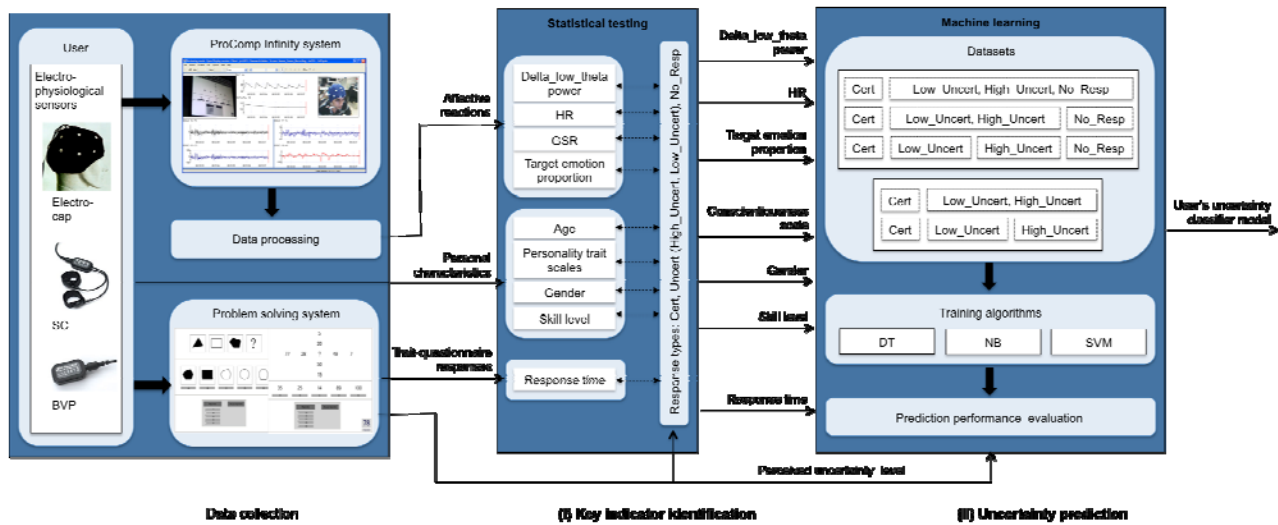 User
Electro-
physiological
sensors
Electro-
cap
SC
BVP
ProComp Infinity system
Data processing
Problem solving system
?
78
Affective
reactions
Personal
characteristics
Trait-questionnaire
responses
Statistical testing
Delta_low_theta
power
HR
GSR
Target emotion
proportion
Age
Personality trait
scales
Gender
Skill level
Response time
Response types: Cert, Uncert (High_Uncert, Low_Uncert), No_Resp
Delta_low_theta
power
HR
Target emotion
proportion
Conscientiousness
scale
Gender
Skill level
Response time
Perceived uncertainty level
Machine learning
Datasets
Cert
Low_Uncert, High_Uncert, No_Resp
Cert
Low_Uncert, High_Uncert
No_Resp
Cert
Low_Uncert
High_Uncert
No_Resp
Cert
Low_Uncert, High_Uncert
Cert
Low_Uncert
High_Uncert
Training algorithms
DT
NB
SVM
Prediction performance evaluation
User's uncertainty
classifier model
Data collection
(I) Key indicator identification
(II) Uncertainty prediction